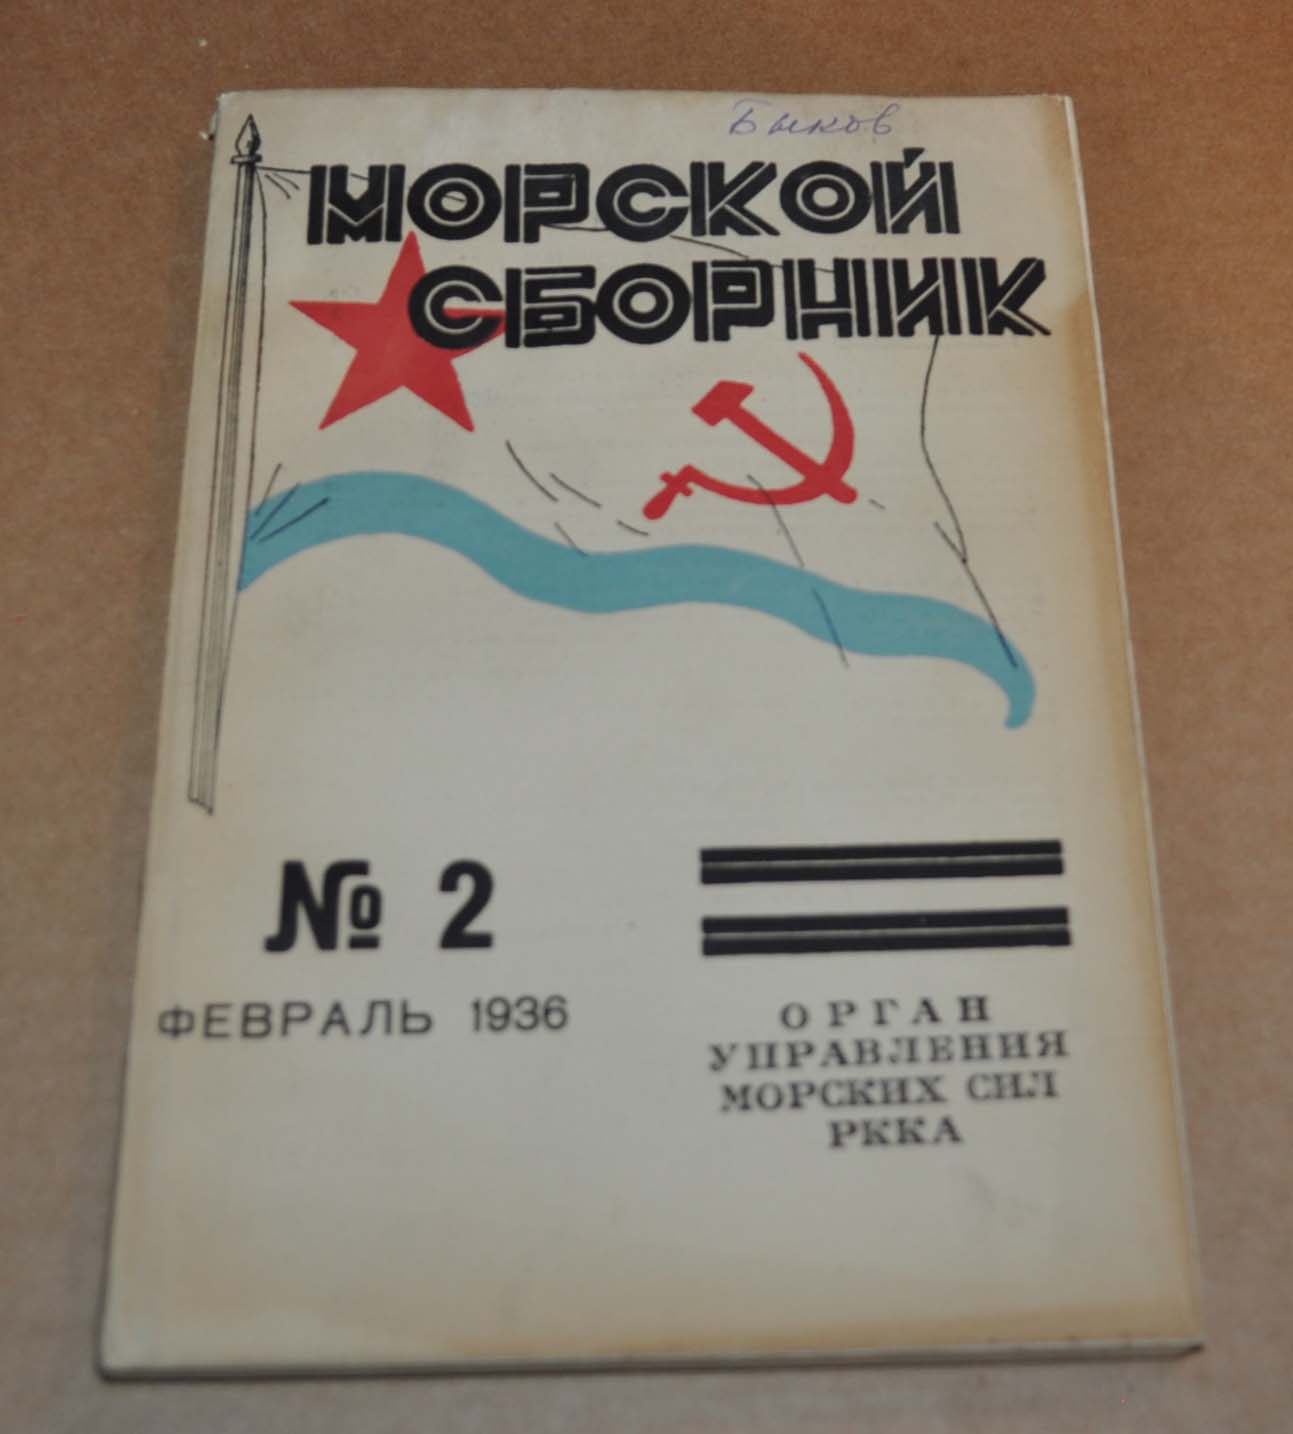 Быков
МОРСКОЙ
СБОРНИК
№ 2
ФЕВРАЛЬ 1936
ОРГАН
УПРАВЛЕНИЯ
МОРСКИХ СИЛ
РККА